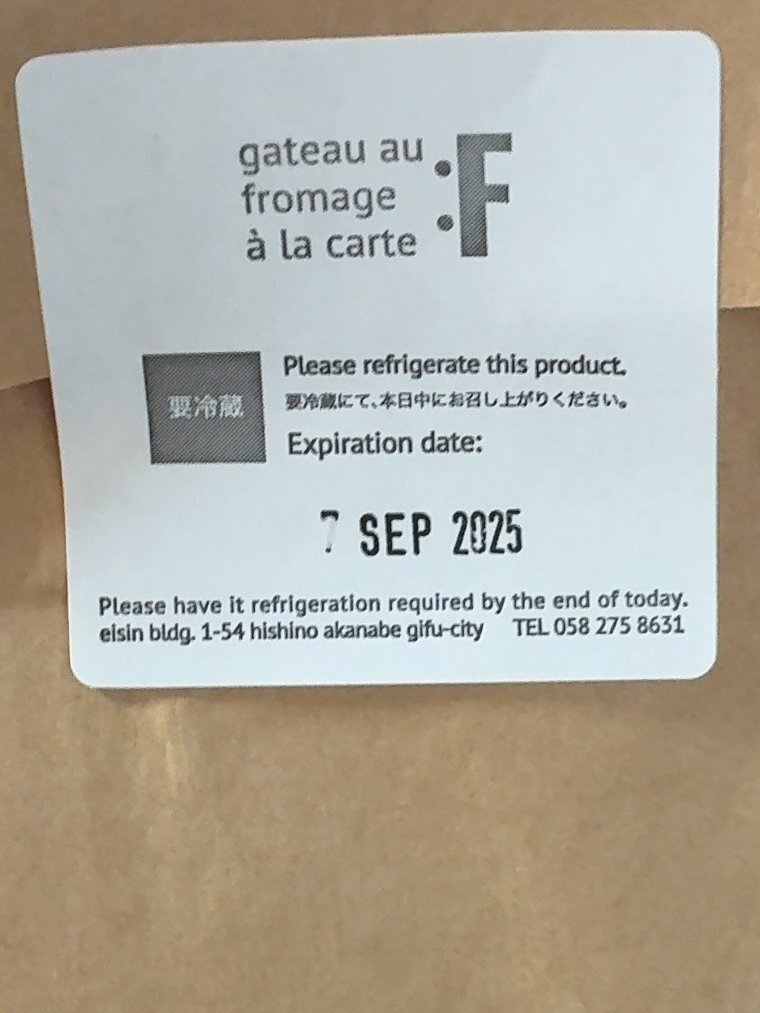 gateau au
fromage
à la carte
:F
要冷蔵
Please refrigerate this product.
要冷蔵にて、本日中にお召し上がりください。
Expiration date:
7 SEP 2025
Please have it refrigeration required by the end of today.
eisin bldg. 1-54 hishino akanabe gifu-city TEL 058 275 8631